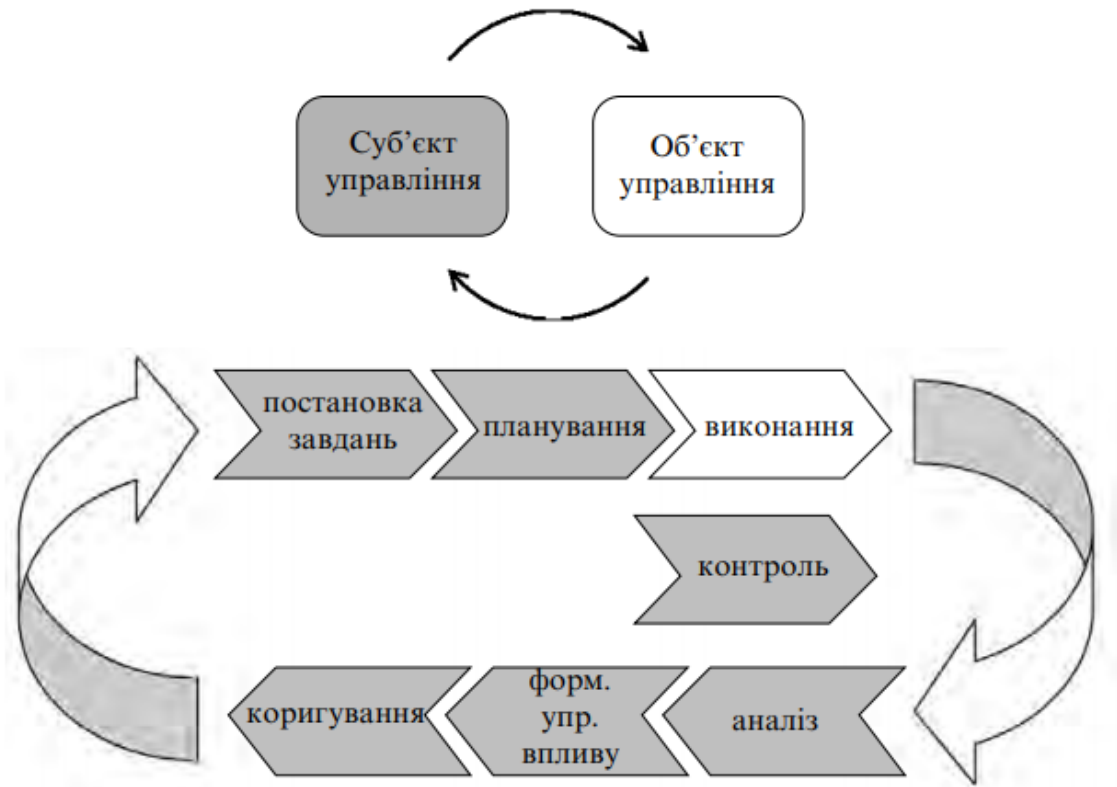 Суб’єкт
управління
Об’єкт
управління
постановка
завдань
планування
виконання
контроль
коригування
форм.
упр.
впливу
аналіз